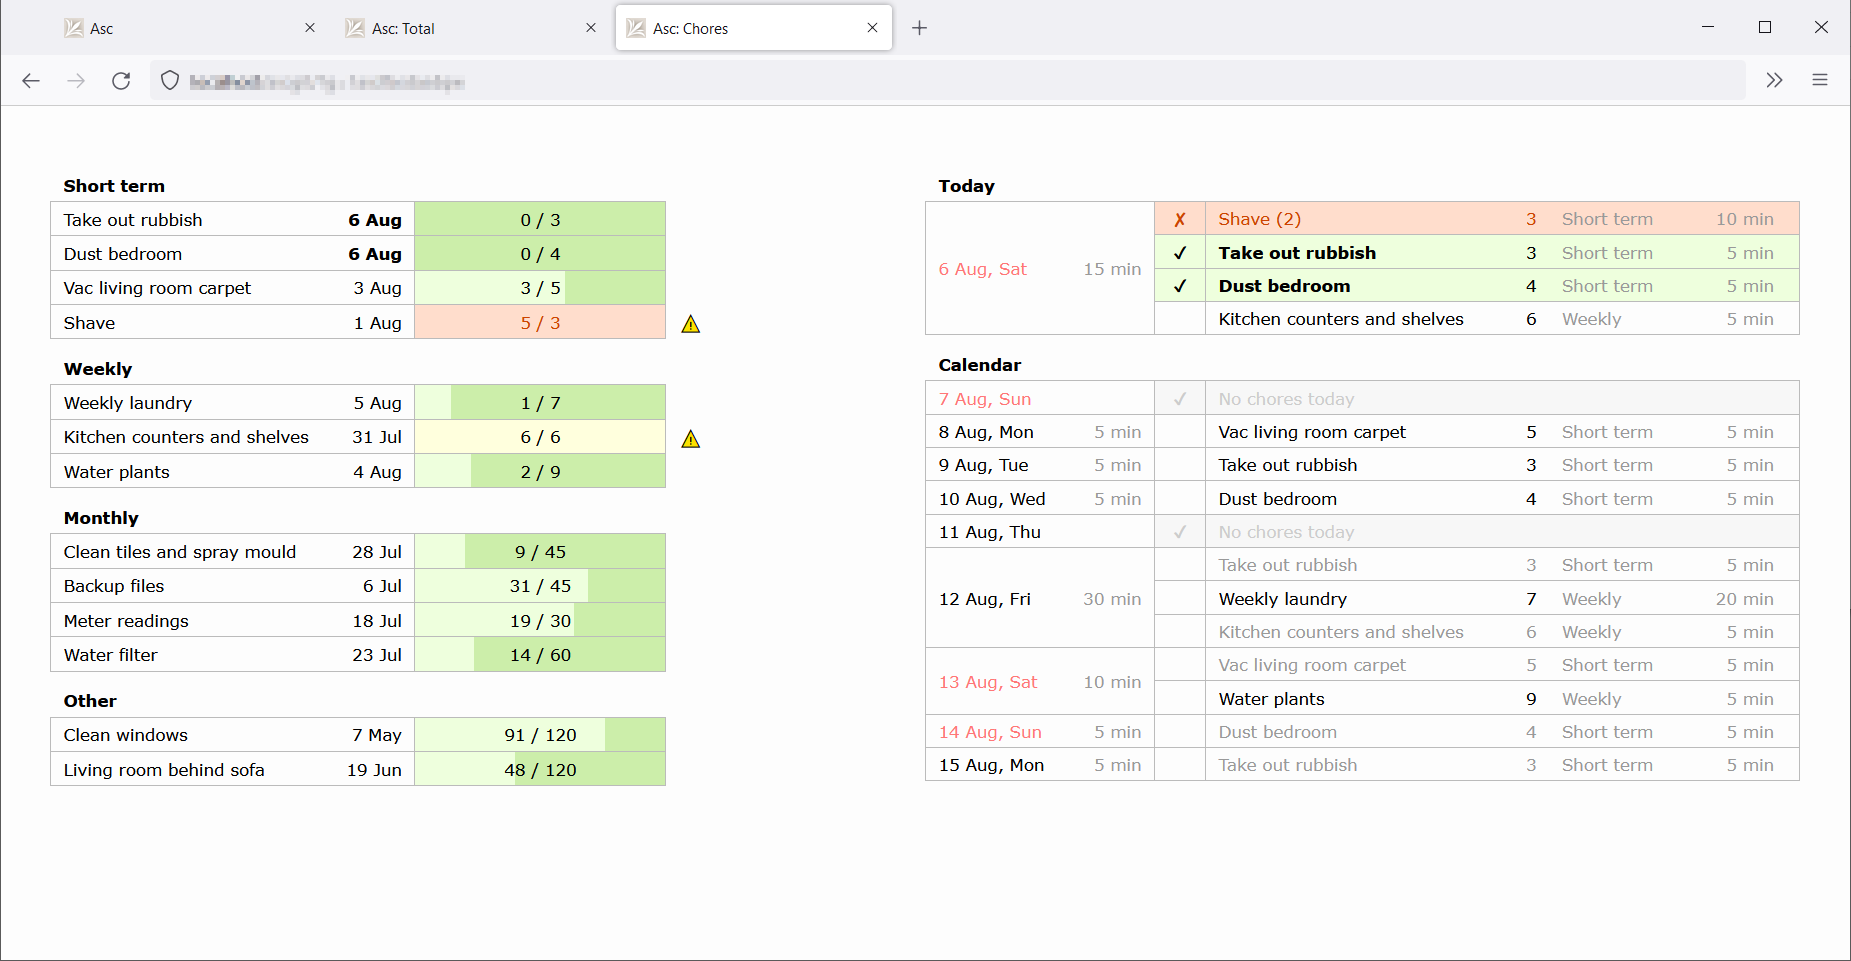 Asc
Asc: Total
Asc: Chores
Short term
Take out rubbish 6 Aug 0 / 3
Dust bedroom 6 Aug 0 / 4
Vac living room carpet 3 Aug 3 / 5
Shave 1 Aug 5 / 3
Weekly
Weekly laundry 5 Aug 1 / 7
Kitchen counters and shelves 31 Jul 6 / 6
Water plants 4 Aug 2 / 9
Monthly
Clean tiles and spray mould 28 Jul 9 / 45
Backup files 6 Jul 31 / 45
Meter readings 18 Jul 19 / 30
Water filter 23 Jul 14 / 60
Other
Clean windows 7 May 91 / 120
Living room behind sofa 19 Jun 48 / 120
Today
6 Aug, Sat 15 min
✗ Shave (2) 3 Short term 10 min
✓ Take out rubbish 3 Short term 5 min
✓ Dust bedroom 4 Short term 5 min
Kitchen counters and shelves 6 Weekly 5 min
Calendar
7 Aug, Sun ✓ No chores today
8 Aug, Mon 5 min Vac living room carpet 5 Short term 5 min
9 Aug, Tue 5 min Take out rubbish 3 Short term 5 min
10 Aug, Wed 5 min Dust bedroom 4 Short term 5 min
11 Aug, Thu ✓ No chores today
12 Aug, Fri 30 min
Take out rubbish 3 Short term 5 min
Weekly laundry 7 Weekly 20 min
Kitchen counters and shelves 6 Weekly 5 min
13 Aug, Sat 10 min
Vac living room carpet 5 Short term 5 min
Water plants 9 Weekly 5 min
14 Aug, Sun 5 min Dust bedroom 4 Short term 5 min
15 Aug, Mon 5 min Take out rubbish 3 Short term 5 min